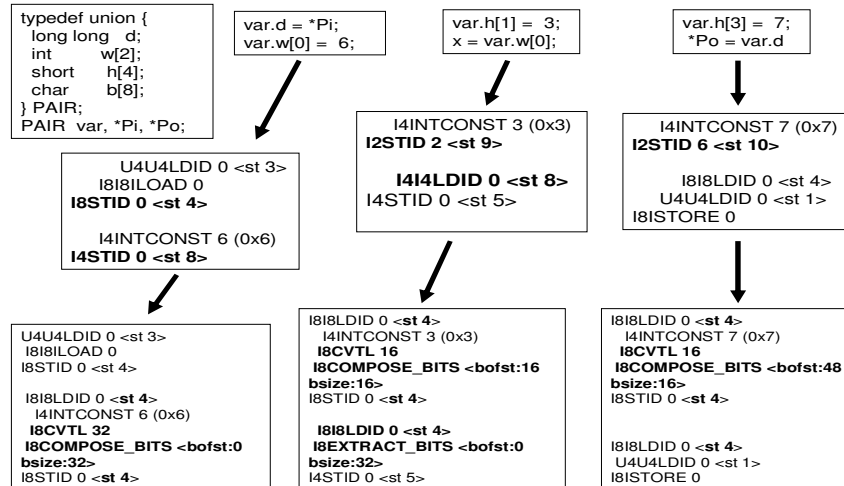 typedef union {
long long d;
int w[2];
short h[4];
char b[8];
} PAIR;
PAIR var, *Pi, *Po;
var.d = *Pi;
var.w[0] = 6;
var.h[1] = 3;
x = var.w[0];
var.h[3] = 7;
*Po = var.d
U4U4LDID 0 <st 3>
I8I8ILOAD 0
I8STID 0 <st 4>
I4INTCONST 6 (0x6)
I4STID 0 <st 8>
I4INTCONST 3 (0x3)
I2STID 2 <st 9>
I4I4LDID 0 <st 8>
I4STID 0 <st 5>
I4INTCONST 7 (0x7)
I2STID 6 <st 10>
I8I8LDID 0 <st 4>
U4U4LDID 0 <st 1>
I8ISTORE 0
U4U4LDID 0 <st 3>
I8I8ILOAD 0
I8STID 0 <st 4>
I8I8LDID 0 <st 4>
I4INTCONST 6 (0x6)
I8CVTL 32
I8COMPOSE_BITS <bofst:0
bsize:32>
I8STID 0 <st 4>
I8I8LDID 0 <st 4>
I4INTCONST 3 (0x3)
I8CVTL 16
I8COMPOSE_BITS <bofst:16
bsize:16>
I8STID 0 <st 4>
I8I8LDID 0 <st 4>
I8EXTRACT_BITS <bofst:0
bsize:32>
I4STID 0 <st 5>
I8I8LDID 0 <st 4>
I4INTCONST 7 (0x7)
I8CVTL 16
I8COMPOSE_BITS <bofst:48
bsize:16>
I8STID 0 <st 4>
I8I8LDID 0 <st 4>
U4U4LDID 0 <st 1>
I8ISTORE 0